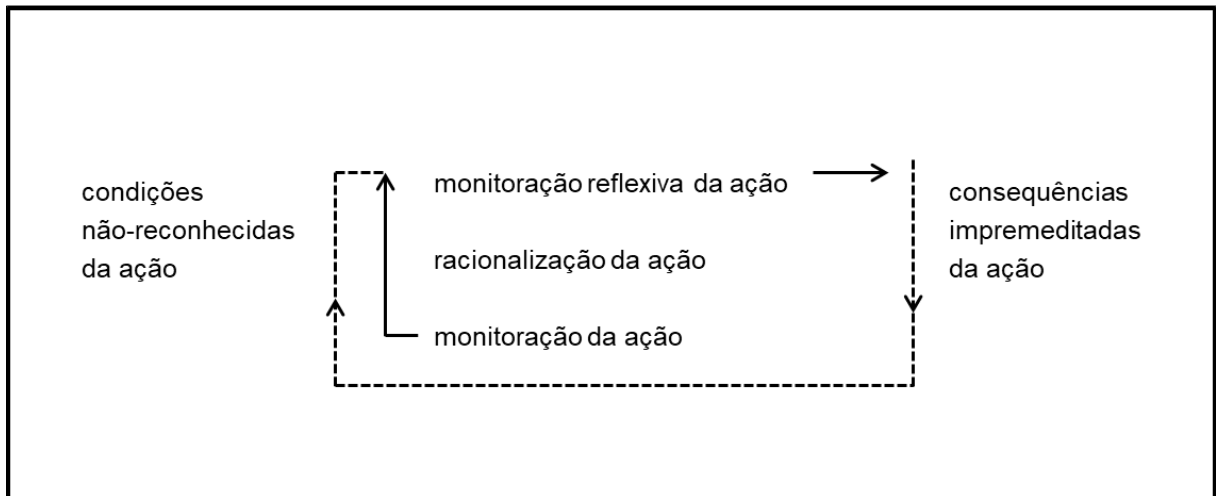 condições
não-reconhecidas
da ação
monitoração reflexiva da ação
racionalização da ação
monitoração da ação
consequências
impremeditadas
da ação